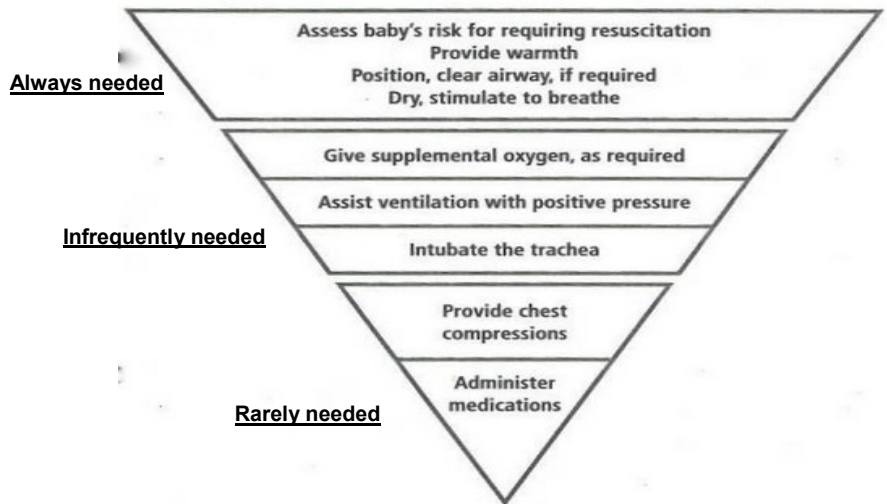 Assess baby's risk for requiring resuscitation
Provide warmth
Position, clear airway, if required
Dry, stimulate to breathe
Always needed
Give supplemental oxygen, as required
Assist ventilation with positive pressure
Infrequently needed
Intubate the trachea
Provide chest
compressions
Administer
medications
Rarely needed